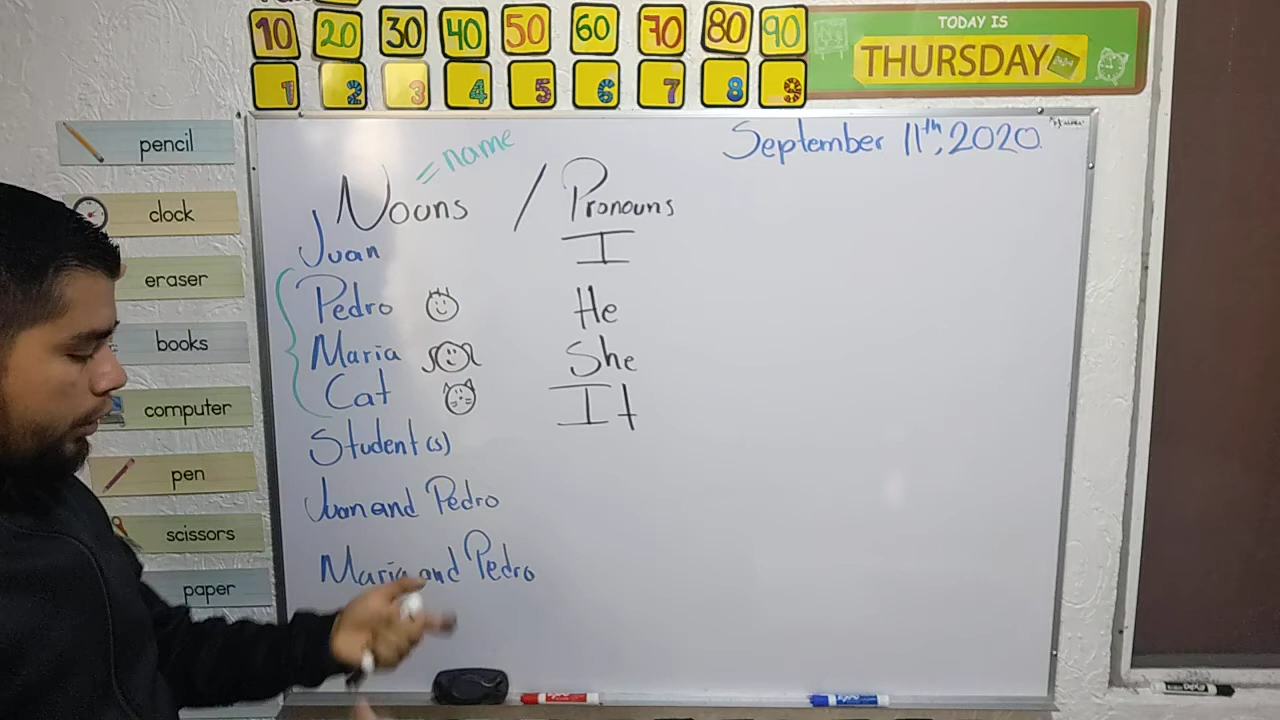 10 20 30 40 50 60 70 80 90
1 2 3 4 5 6 7 8 9
TODAY IS
THURSDAY
pencil
clock
eraser
books
computer
pen
scissors
paper
September 11th, 2020.
= name
Nouns / Pronouns
Juan I
Pedro He
Maria She
Cat It
Student(s)
Juan and Pedro
Maria and Pedro